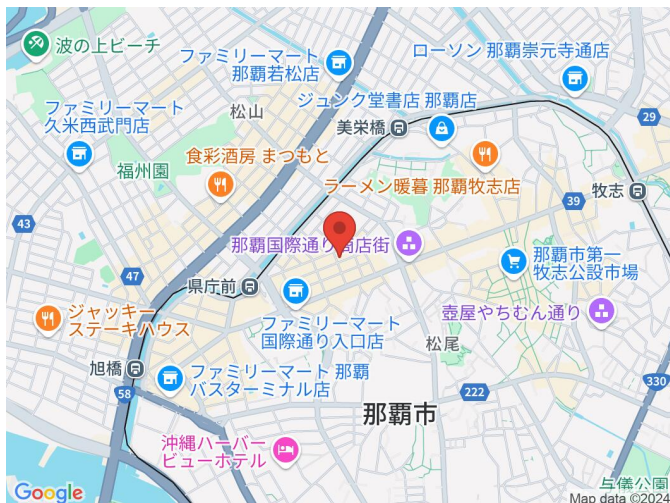 波の上ビーチ
ファミリーマート
那覇若松店
ローソン 那覇崇元寺通店
松山
ジュンク堂書店 那覇店
29
ファミリーマート
久米西武門店
美栄橋
食彩酒房 まつもと
福州園
ラーメン暖暮 那覇牧志店
牧志
39
43
那覇国際通り商店街
那覇市第一
牧志公設市場
47
県庁前
ジャッキー
ステーキハウス
ファミリーマート
国際通り入口店
壺屋やちむん通り
松尾
旭橋
ファミリーマート 那覇
バスターミナル店
58
222
330
那覇市
沖縄ハーバー
ビューホテル
与儀公園
Google
Map data ©2024